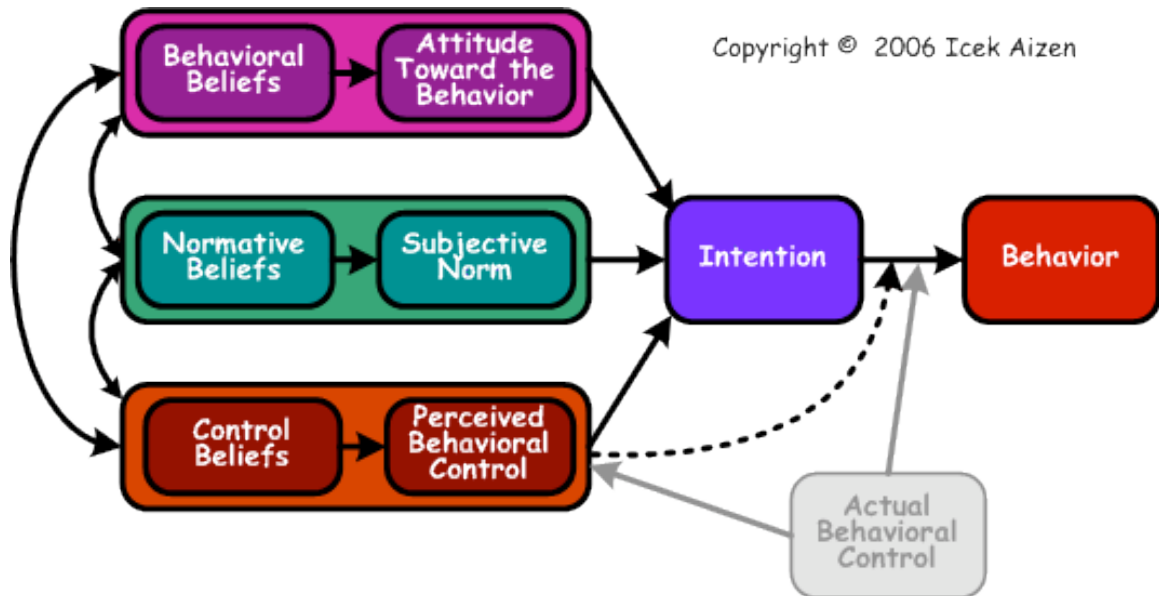 Copyright © 2006 Icek Aizen
Behavioral
Beliefs
Attitude
Toward the
Behavior
Normative
Beliefs
Subjective
Norm
Intention
Behavior
Control
Beliefs
Perceived
Behavioral
Control
Actual
Behavioral
Control